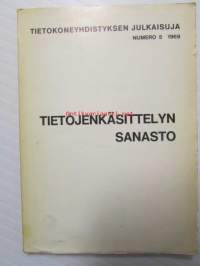 TIETOKONEYHDISTYKSEN JULKAISUJA
NUMERO 5 1969
TIETOJENKÄSITTELYN
SANASTO